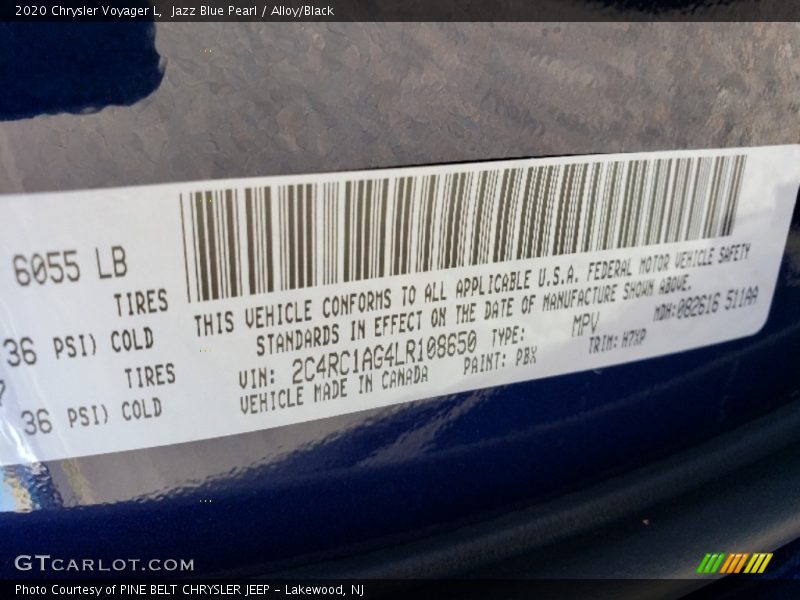 2020 Chrysler Voyager L, Jazz Blue Pearl / Alloy/Black
6055 LB
TIRES
36 PSI) COLD
TIRES
36 PSI) COLD
THIS VEHICLE CONFORMS TO ALL APPLICABLE U.S.A. FEDERAL MOTOR VEHICLE SAFETY
STANDARDS IN EFFECT ON THE DATE OF MANUFACTURE SHOWN ABOVE.
VIN: 2C4RC1AG4LR108650 TYPE: MPV MDH: 082616 511AA
VEHICLE MADE IN CANADA PAINT: PBX TRIM: H7XP
GTcarlot.com
Photo Courtesy of PINE BELT CHRYSLER JEEP - Lakewood, NJ